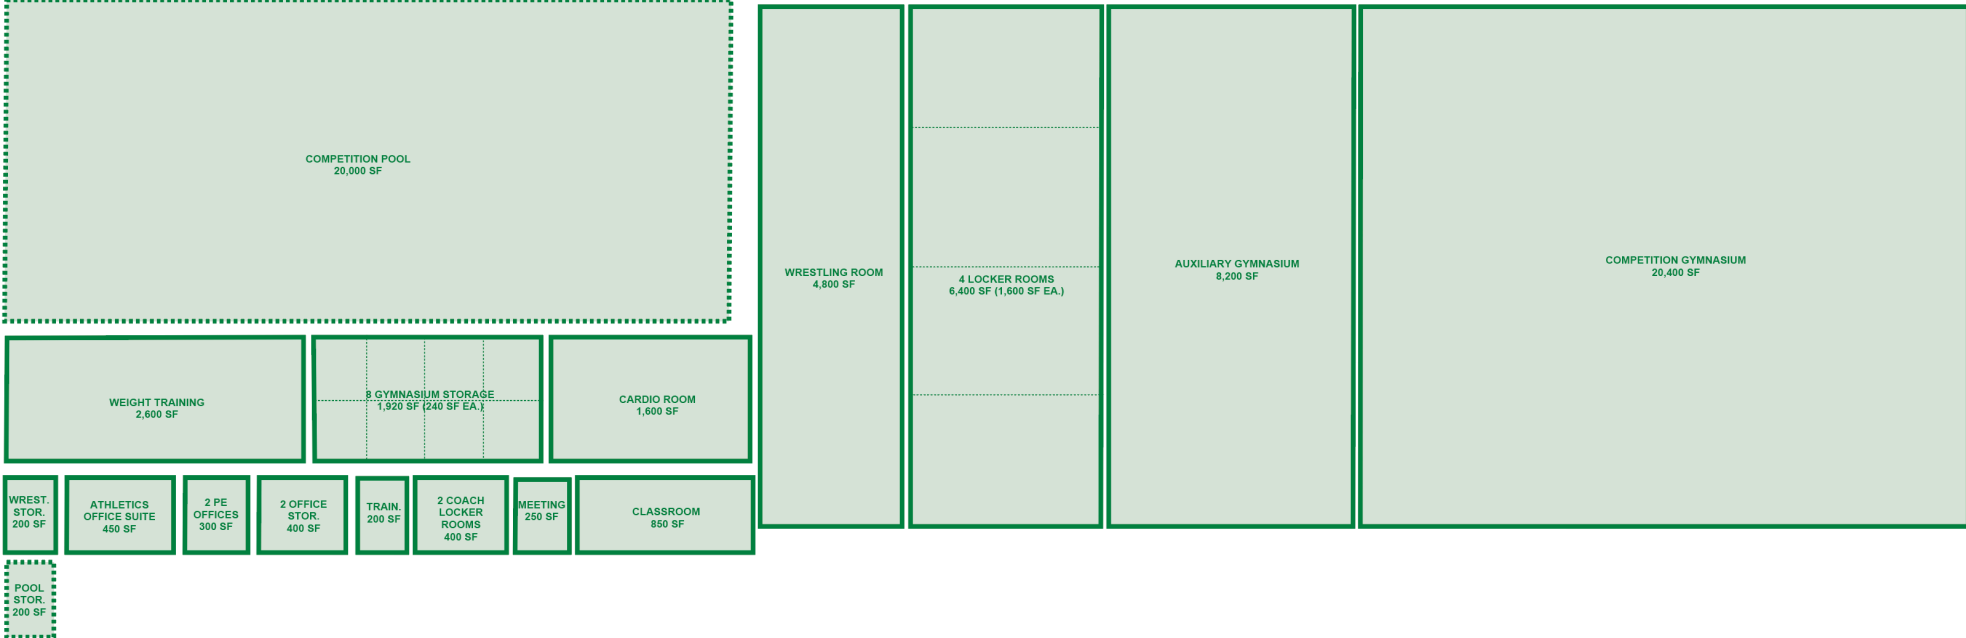 COMPETITION POOL
20,000 SF
WRESTLING ROOM
4,800 SF
4 LOCKER ROOMS
6,400 SF (1,600 SF EA.)
AUXILIARY GYMNASIUM
8,200 SF
COMPETITION GYMNASIUM
20,400 SF
WEIGHT TRAINING
2,600 SF
8 GYMNASIUM STORAGE
1,920 SF (240 SF EA.)
CARDIO ROOM
1,600 SF
WREST.
STOR.
200 SF
ATHLETICS
OFFICE SUITE
450 SF
2 PE
OFFICES
300 SF
2 OFFICE
STOR.
400 SF
TRAIN.
200 SF
2 COACH
LOCKER
ROOMS
400 SF
MEETING
250 SF
CLASSROOM
850 SF
POOL
STOR.
200 SF